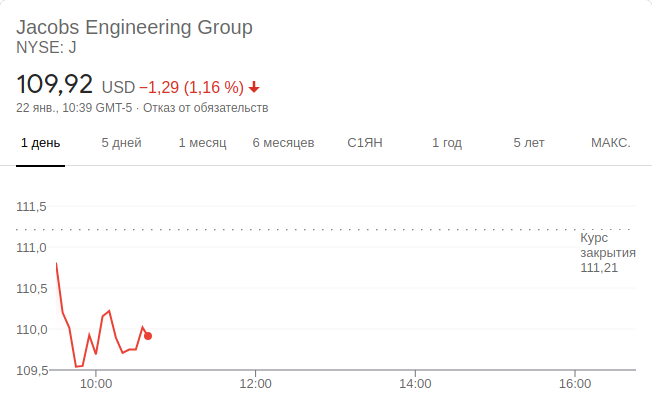 Jacobs Engineering Group
NYSE: J
109,92 USD −1,29 (1,16 %)
22 янв., 10:39 GMT-5 · Отказ от обязательств
1 день 5 дней 1 месяц 6 месяцев С1ЯН 1 год 5 лет МАКС.
111,5
Курс
закрытия
111,21
111,0
110,5
110,0
109,5
10:00 12:00 14:00 16:00